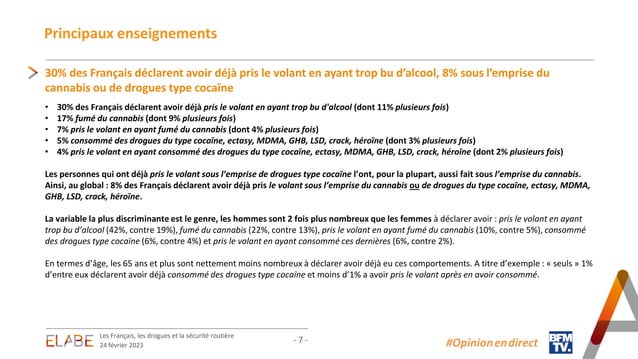 Principaux enseignements
30% des Français déclarent avoir déjà pris le volant en ayant trop bu d’alcool, 8% sous l’emprise du
cannabis ou de drogues type cocaïne
• 30% des Français déclarent avoir déjà pris le volant en ayant trop bu d’alcool (dont 11% plusieurs fois)
• 17% fumé du cannabis (dont 9% plusieurs fois)
• 7% pris le volant en ayant fumé du cannabis (dont 4% plusieurs fois)
• 5% consommé des drogues du type cocaïne, ectasy, MDMA, GHB, LSD, crack, héroïne (dont 3% plusieurs fois)
• 4% pris le volant en ayant consommé des drogues type cocaïne, ectasy, MDMA, GHB, LSD, crack, héroïne (dont 2% plusieurs fois)
Les personnes qui ont déjà pris le volant sous l’emprise de drogues type cocaïne l’ont, pour la plupart, aussi fait sous l’emprise du cannabis.
Ainsi, au global : 8% des Français déclarent avoir déjà pris le volant sous l’emprise du cannabis ou de drogues du type cocaïne, ectasy, MDMA,
GHB, LSD, crack, héroïne.
La variable la plus discriminante est le genre, les hommes sont 2 fois plus nombreux que les femmes à déclarer avoir : pris le volant en ayant
trop bu d’alcool (42%, contre 19%), fumé du cannabis (22%, contre 13%), pris le volant en ayant fumé du cannabis (10%, contre 5%), consommé
des drogues type cocaïne (6%, contre 4%) et pris le volant en ayant consommé ces dernières (6%, contre 2%).
En termes d’âge, les 65 ans et plus sont nettement moins nombreux à déclarer avoir déjà eu ces comportements. A titre d’exemple : « seuls » 1%
d’entre eux déclarent avoir déjà consommé des drogues type cocaïne et moins d’1% a avoir pris le volant après en avoir consommé.
ELABE
Les Français, les drogues et la sécurité routière
24 février 2023
- 7 -
#Opinion en direct
BFM
TV.